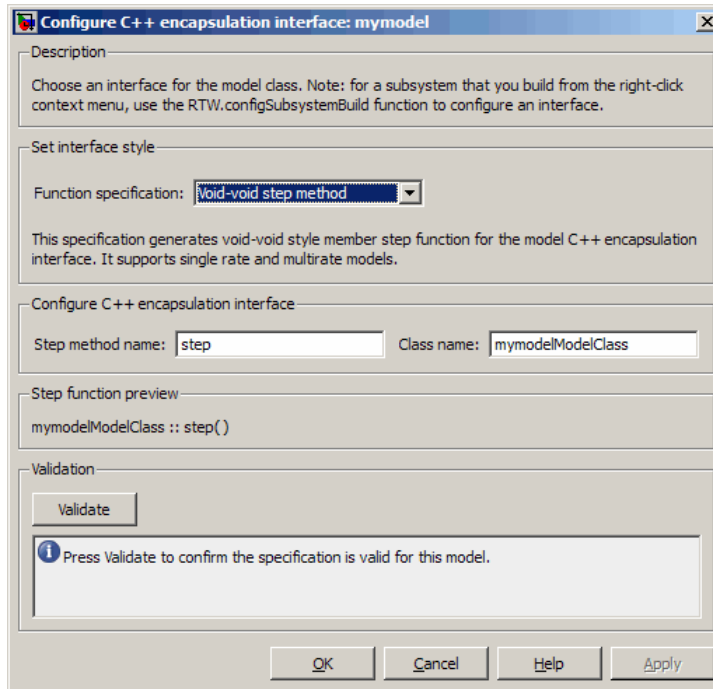 Configure C++ encapsulation interface: mymodel
Description
Choose an interface for the model class. Note: for a subsystem that you build from the right-click
context menu, use the RTW.configSubsystemBuild function to configure an interface.
Set interface style
Function specification: Void-void step method
This specification generates void-void style member step function for the model C++ encapsulation
interface. It supports single rate and multirate models.
Configure C++ encapsulation interface
Step method name: step Class name: mymodelModelClass
Step function preview
mymodelModelClass :: step()
Validation
Validate
Press Validate to confirm the specification is valid for this model.
OK Cancel Help Apply